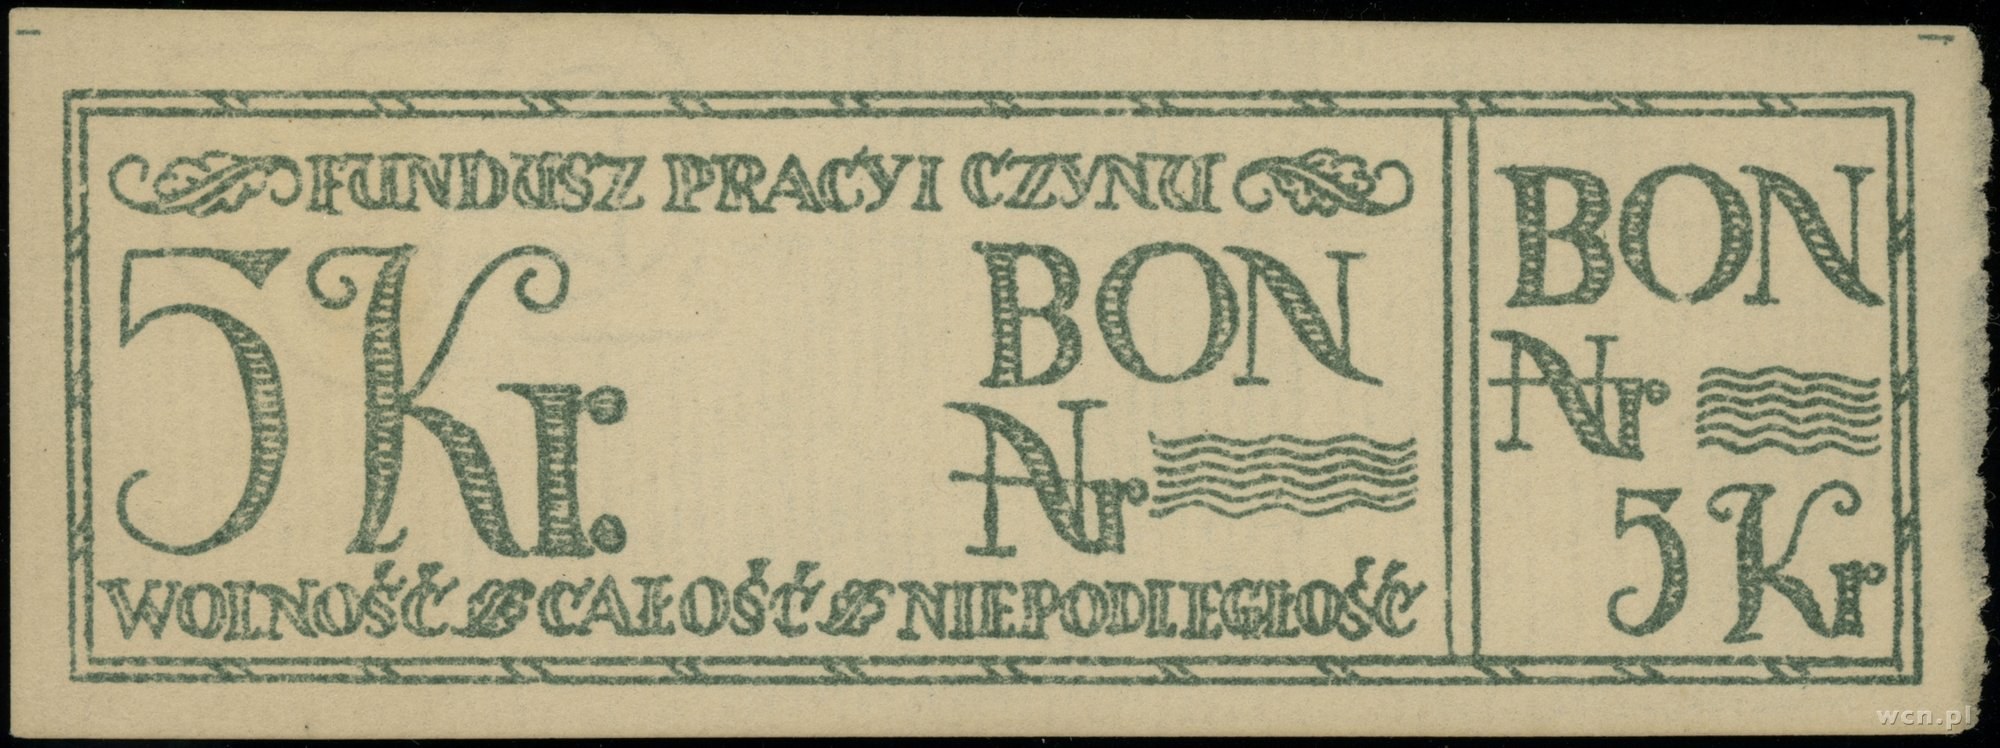 FUNDUSZ PRACY I CZYNU
5 Kr.
BON
Nr
WOLNOŚĆ CAŁOŚĆ NIEPODLEGŁOŚĆ
BON
Nr
5 Kr
wcn.pl